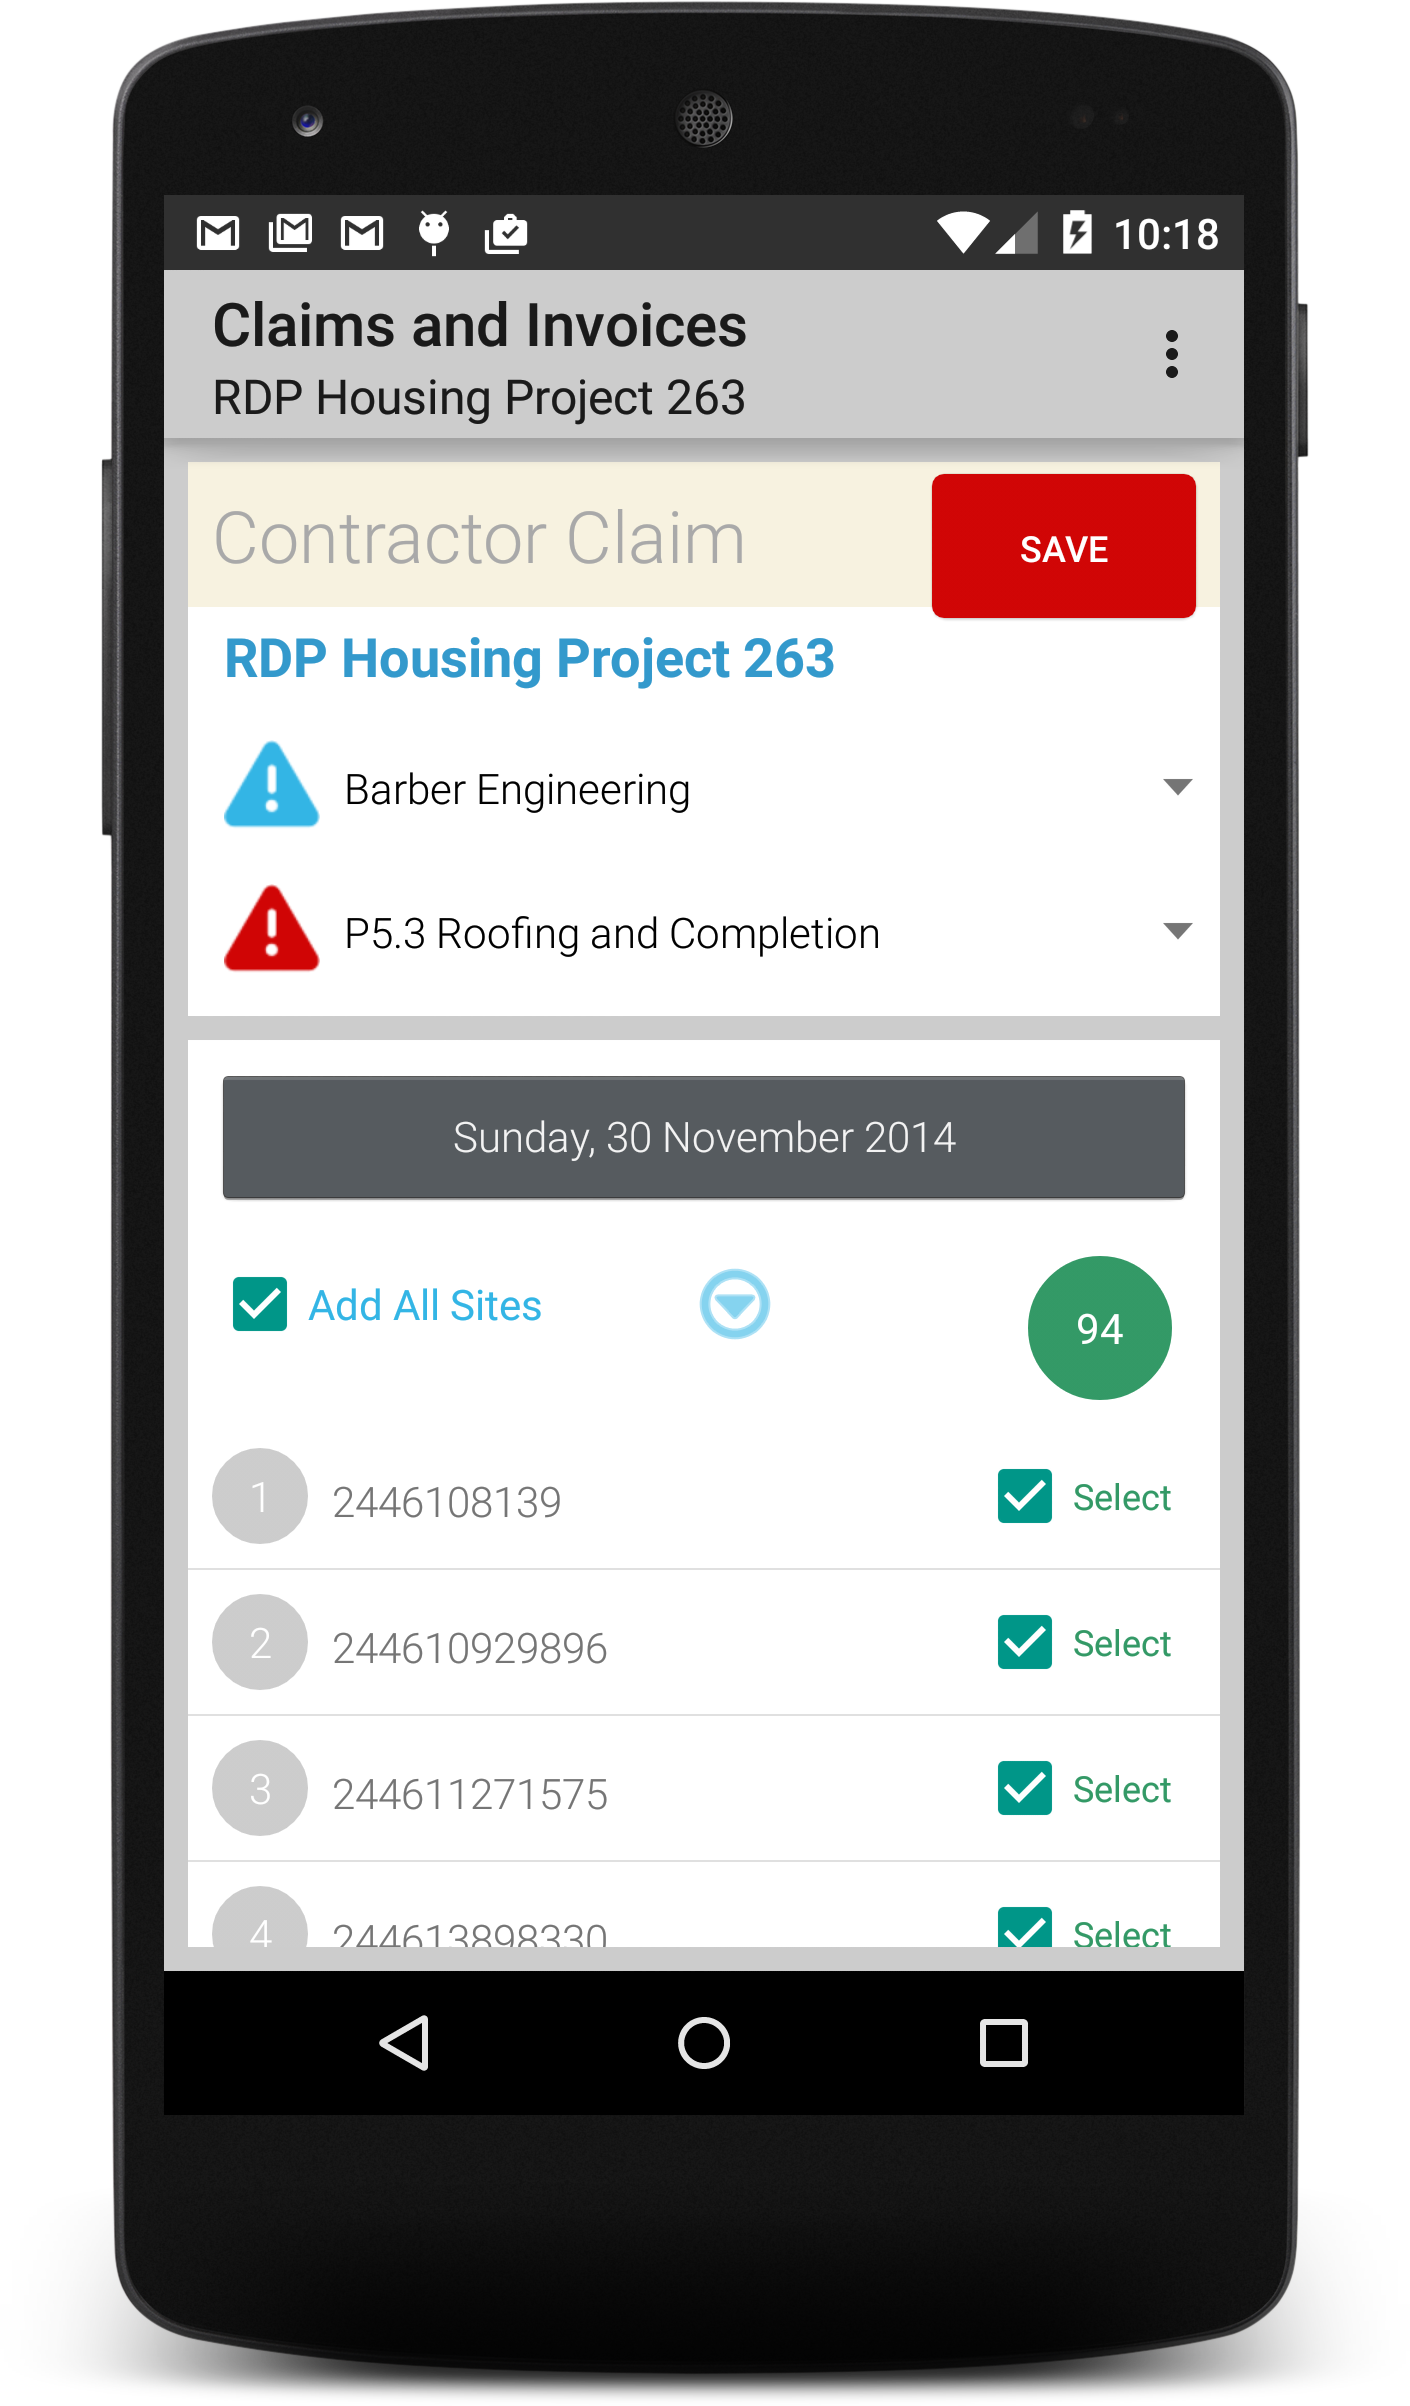 10:18
Claims and Invoices
RDP Housing Project 263
Contractor Claim
SAVE
RDP Housing Project 263
Barber Engineering
P5.3 Roofing and Completion
Sunday, 30 November 2014
Add All Sites
94
1 2446108139 Select
2 244610929896 Select
3 244611271575 Select
4 244613898330 Select